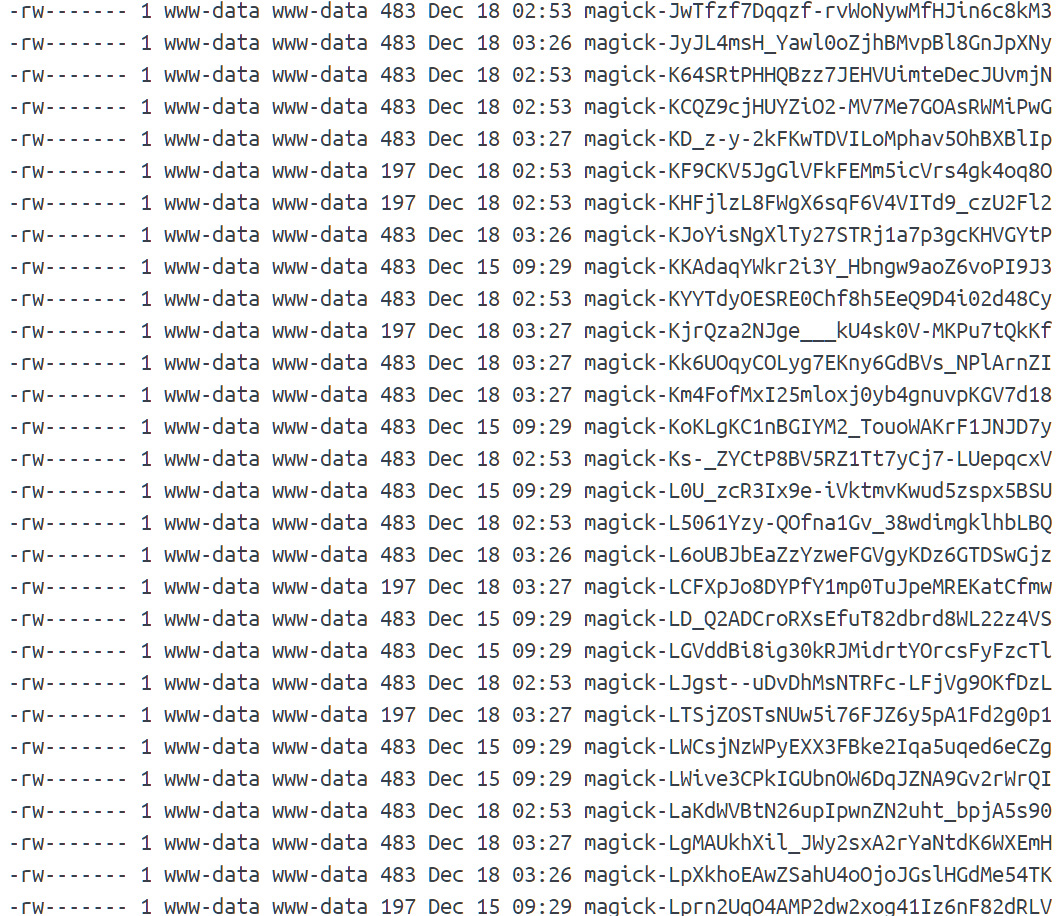 -rw------- 1 www-data www-data 483 Dec 18 02:53 magick-JwTfzf7Dqqzf-rvWoNywMfHJin6c8kM3
-rw------- 1 www-data www-data 483 Dec 18 03:26 magick-JyJL4msH_Yawl0oZjhBMvpBl8GnJpXNy
-rw------- 1 www-data www-data 483 Dec 18 02:53 magick-K64SRtPHHQBzz7JEHVUimteDecJUvmjN
-rw------- 1 www-data www-data 483 Dec 18 02:53 magick-KCQZ9cjHUYZiO2-MV7Me7GOAsRWMiPwG
-rw------- 1 www-data www-data 483 Dec 18 03:27 magick-KD_z-y-2kFKwTDVILoMphav5OhBXBlIp
-rw------- 1 www-data www-data 197 Dec 18 02:53 magick-KF9CKV5JgGlVFkFEMm5icVrs4gk4oq8O
-rw------- 1 www-data www-data 197 Dec 18 02:53 magick-KHFjlzL8FWgX6sqF6V4VITd9_czU2Fl2
-rw------- 1 www-data www-data 483 Dec 18 03:26 magick-KJoYisNgXlTy27STRj1a7p3gcKHVGYtP
-rw------- 1 www-data www-data 483 Dec 15 09:29 magick-KKAdaqYWkr2i3Y_Hbngw9aoZ6voPI9J3
-rw------- 1 www-data www-data 483 Dec 18 02:53 magick-KYYTdyOESRE0Chf8h5EeQ9D4i02d48Cy
-rw------- 1 www-data www-data 197 Dec 18 03:27 magick-KjrQza2NJge___kU4sk0V-MKPu7tQkKf
-rw------- 1 www-data www-data 483 Dec 18 03:27 magick-Kk6UOqyCOLyg7EKny6GdBVs_NPlArnZI
-rw------- 1 www-data www-data 483 Dec 18 03:27 magick-Km4FofMxI25mloxj0yb4gnuvpKGV7d18
-rw------- 1 www-data www-data 483 Dec 15 09:29 magick-KoKLgKC1nBGIYM2_TouoWAKrF1JNJD7y
-rw------- 1 www-data www-data 483 Dec 18 02:53 magick-Ks-_ZYCtP8BV5RZ1Tt7yCj7-LUepqcxV
-rw------- 1 www-data www-data 483 Dec 15 09:29 magick-L0U_zcR3Ix9e-iVktmvKwud5zspx5BSU
-rw------- 1 www-data www-data 483 Dec 18 02:53 magick-L5061Yzy-QOfna1Gv_38wdimgklhbLBQ
-rw------- 1 www-data www-data 483 Dec 18 03:26 magick-L6oUBJbEaZzYzweFGVgyKDz6GTDSwGjz
-rw------- 1 www-data www-data 197 Dec 18 03:27 magick-LCFXpJo8DYPfY1mp0TuJpeMREKatCfmw
-rw------- 1 www-data www-data 483 Dec 15 09:29 magick-LD_Q2ADCroRXsEfuT82dbrd8WL22z4VS
-rw------- 1 www-data www-data 483 Dec 15 09:29 magick-LGVddBi8ig30kRJMidrtYOrcsFyFzcTl
-rw------- 1 www-data www-data 483 Dec 18 02:53 magick-LJgst--uDvDhMsNTRFc-LFjVg9OKfDzL
-rw------- 1 www-data www-data 197 Dec 18 03:27 magick-LTSjZOSTsNUw5i76FJZ6y5pA1Fd2g0p1
-rw------- 1 www-data www-data 483 Dec 15 09:29 magick-LWCsjNzWPyEXX3FBke2Iqa5uqed6eCZg
-rw------- 1 www-data www-data 483 Dec 15 09:29 magick-LWive3CPkIGUbnOW6DqJZNA9Gv2rWrQI
-rw------- 1 www-data www-data 483 Dec 18 02:53 magick-LaKdWVBtN26upIpwnZN2uht_bpjA5s90
-rw------- 1 www-data www-data 483 Dec 18 03:27 magick-LgMAUkhXil_JWy2sxA2rYaNtdK6WXEmH
-rw------- 1 www-data www-data 483 Dec 18 03:26 magick-LpXkhoEAwZSahU4oOjoJGslHGdMe54TK
-rw------- 1 www-data www-data 197 Dec 15 09:29 magick-Lprn2UqO4AMP2dw2xog41Iz6nF82dRLV